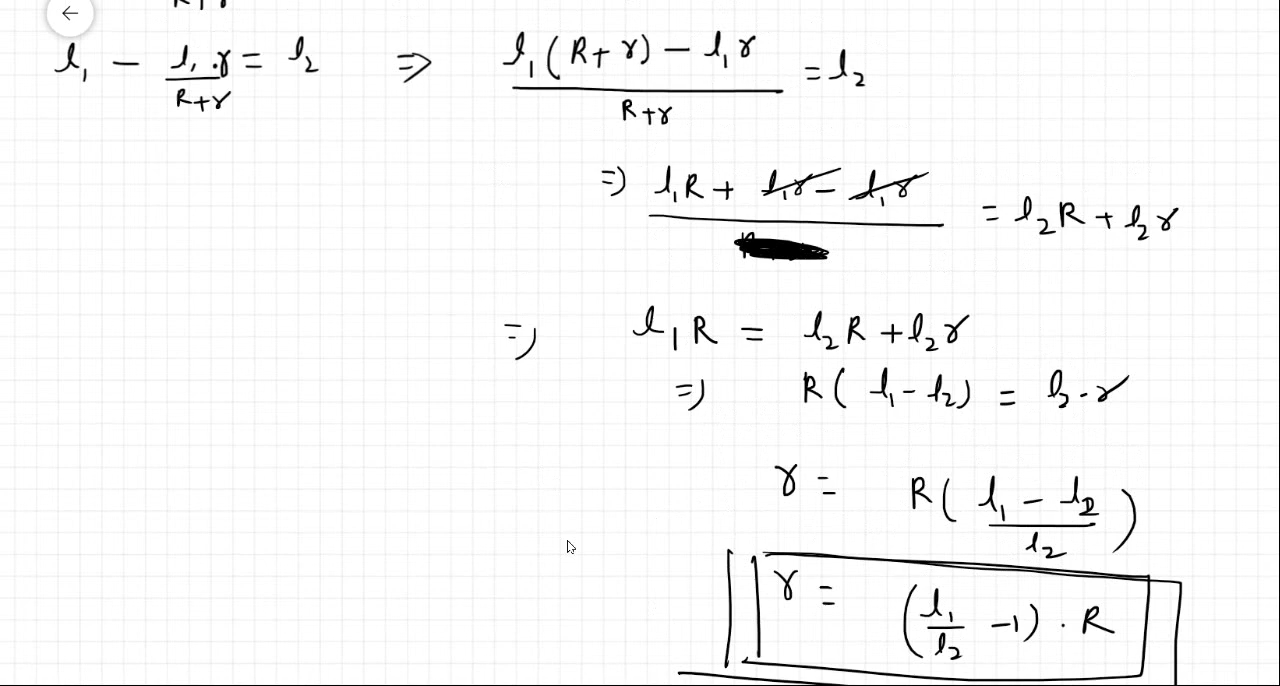 R+r
l₁ - l₁.r/R+r = l₂ ⇒ l₁(R+r) - l₁r/R+r = l₂
⇒ l₁R + l₁r - l₁r = l₂R + l₂r
⇒ l₁R = l₂R + l₂r
⇒ R(l₁ - l₂) = l₂.r
r = R(l₁ - l₂/l₂)
r = (l₁/l₂ - 1) . R